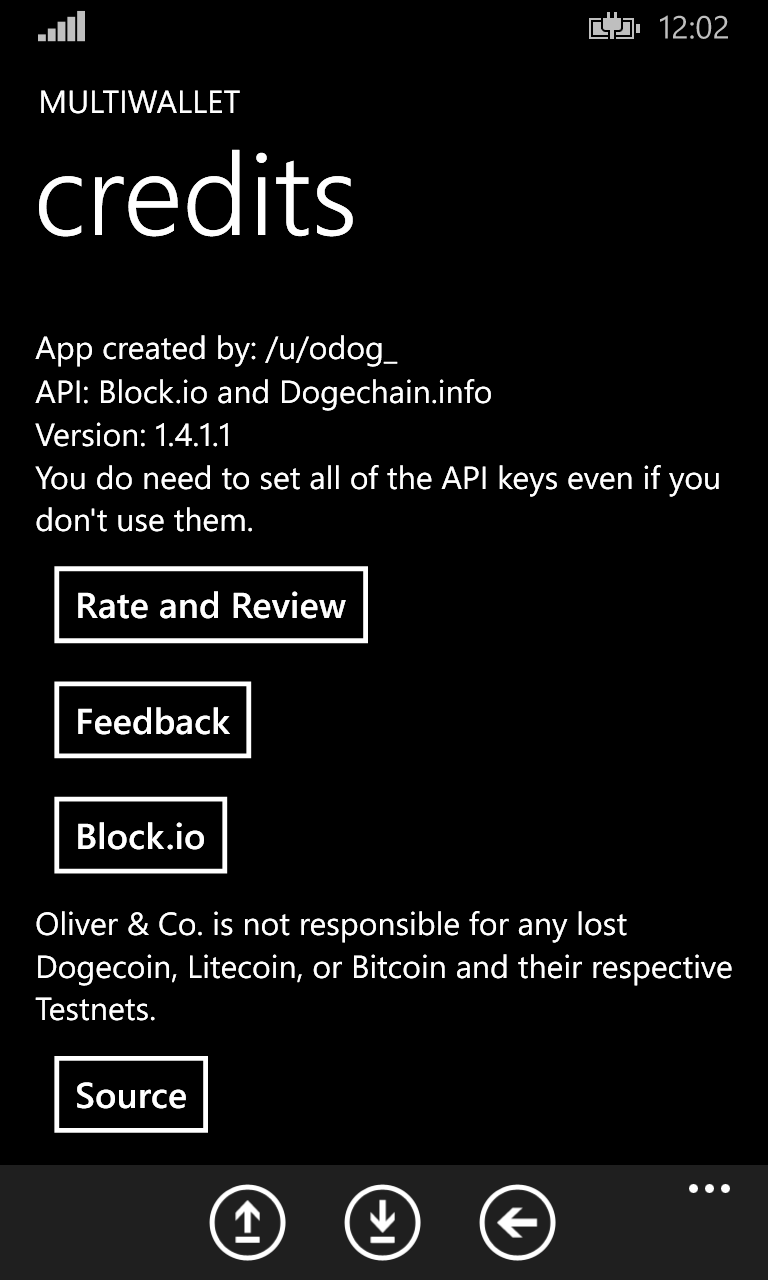 12:02
MULTIWALLET
credits
App created by: /u/odog_
API: Block.io and Dogechain.info
Version: 1.4.1.1
You do need to set all of the API keys even if you
don't use them.
Rate and Review
Feedback
Block.io
Oliver & Co. is not responsible for any lost
Dogecoin, Litecoin, or Bitcoin and their respective
Testnets.
Source